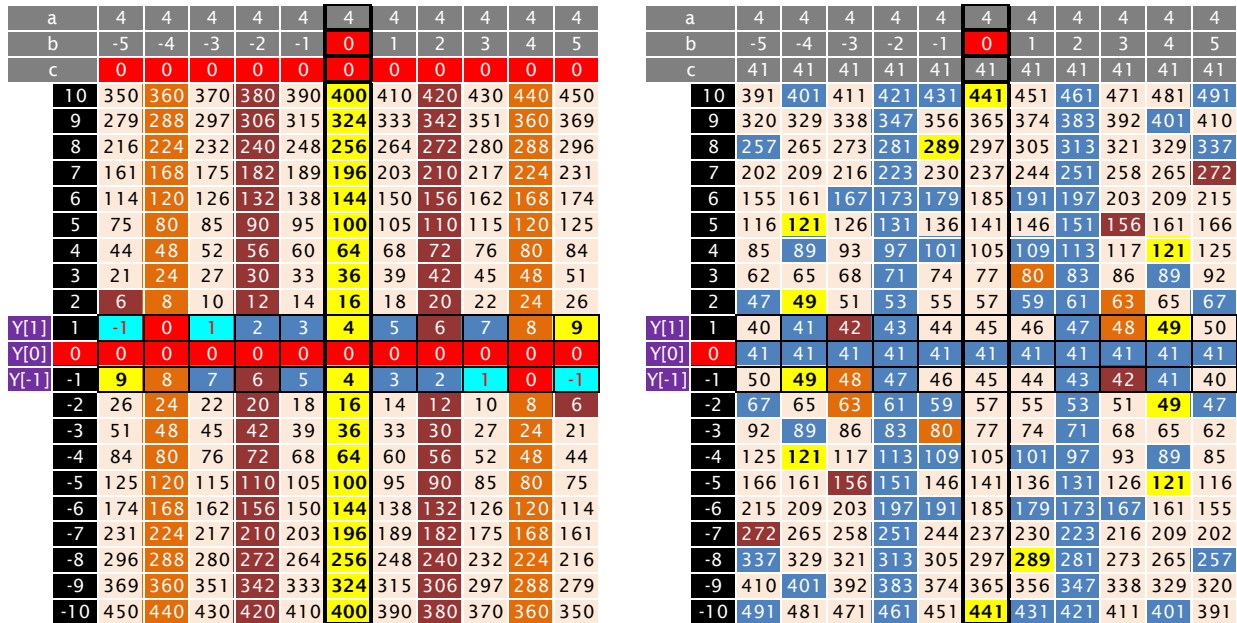 a 4 4 4 4 4 4 4 4 4 4 4
b -5 -4 -3 -2 -1 0 1 2 3 4 5
c 0 0 0 0 0 0 0 0 0 0 0
10 350 360 370 380 390 400 410 420 430 440 450
9 279 288 297 306 315 324 333 342 351 360 369
8 216 224 232 240 248 256 264 272 280 288 296
7 161 168 175 182 189 196 203 210 217 224 231
6 114 120 126 132 138 144 150 156 162 168 174
5 75 80 85 90 95 100 105 110 115 120 125
4 44 48 52 56 60 64 68 72 76 80 84
3 21 24 27 30 33 36 39 42 45 48 51
2 6 8 10 12 14 16 18 20 22 24 26
Y[1] 1 -1 0 1 2 3 4 5 6 7 8 9
Y[0] 0 0 0 0 0 0 0 0 0 0 0 0
Y[-1] -1 9 8 7 6 5 4 3 2 1 0 -1
-2 26 24 22 20 18 16 14 12 10 8 6
-3 51 48 45 42 39 36 33 30 27 24 21
-4 84 80 76 72 68 64 60 56 52 48 44
-5 125 120 115 110 105 100 95 90 85 80 75
-6 174 168 162 156 150 144 138 132 126 120 114
-7 231 224 217 210 203 196 189 182 175 168 161
-8 296 288 280 272 264 256 248 240 232 224 216
-9 369 360 351 342 333 324 315 306 297 288 279
-10 450 440 430 420 410 400 390 380 370 360 350
a 4 4 4 4 4 4 4 4 4 4 4
b -5 -4 -3 -2 -1 0 1 2 3 4 5
c 41 41 41 41 41 41 41 41 41 41 41
10 391 401 411 421 431 441 451 461 471 481 491
9 320 329 338 347 356 365 374 383 392 401 410
8 257 265 273 281 289 297 305 313 321 329 337
7 202 209 216 223 230 237 244 251 258 265 272
6 155 161 167 173 179 185 191 197 203 209 215
5 116 121 126 131 136 141 146 151 156 161 166
4 85 89 93 97 101 105 109 113 117 121 125
3 62 65 68 71 74 77 80 83 86 89 92
2 47 49 51 53 55 57 59 61 63 65 67
Y[1] 1 40 41 42 43 44 45 46 47 48 49 50
Y[0] 0 41 41 41 41 41 41 41 41 41 41 41
Y[-1] -1 50 49 48 47 46 45 44 43 42 41 40
-2 67 65 63 61 59 57 55 53 51 49 47
-3 92 89 86 83 80 77 74 71 68 65 62
-4 125 121 117 113 109 105 101 97 93 89 85
-5 166 161 156 151 146 141 136 131 126 121 116
-6 215 209 203 197 191 185 179 173 167 161 155
-7 272 265 258 251 244 237 230 223 216 209 202
-8 337 329 321 313 305 297 289 281 273 265 257
-9 410 401 392 383 374 365 356 347 338 329 320
-10 491 481 471 461 451 441 431 421 411 401 391